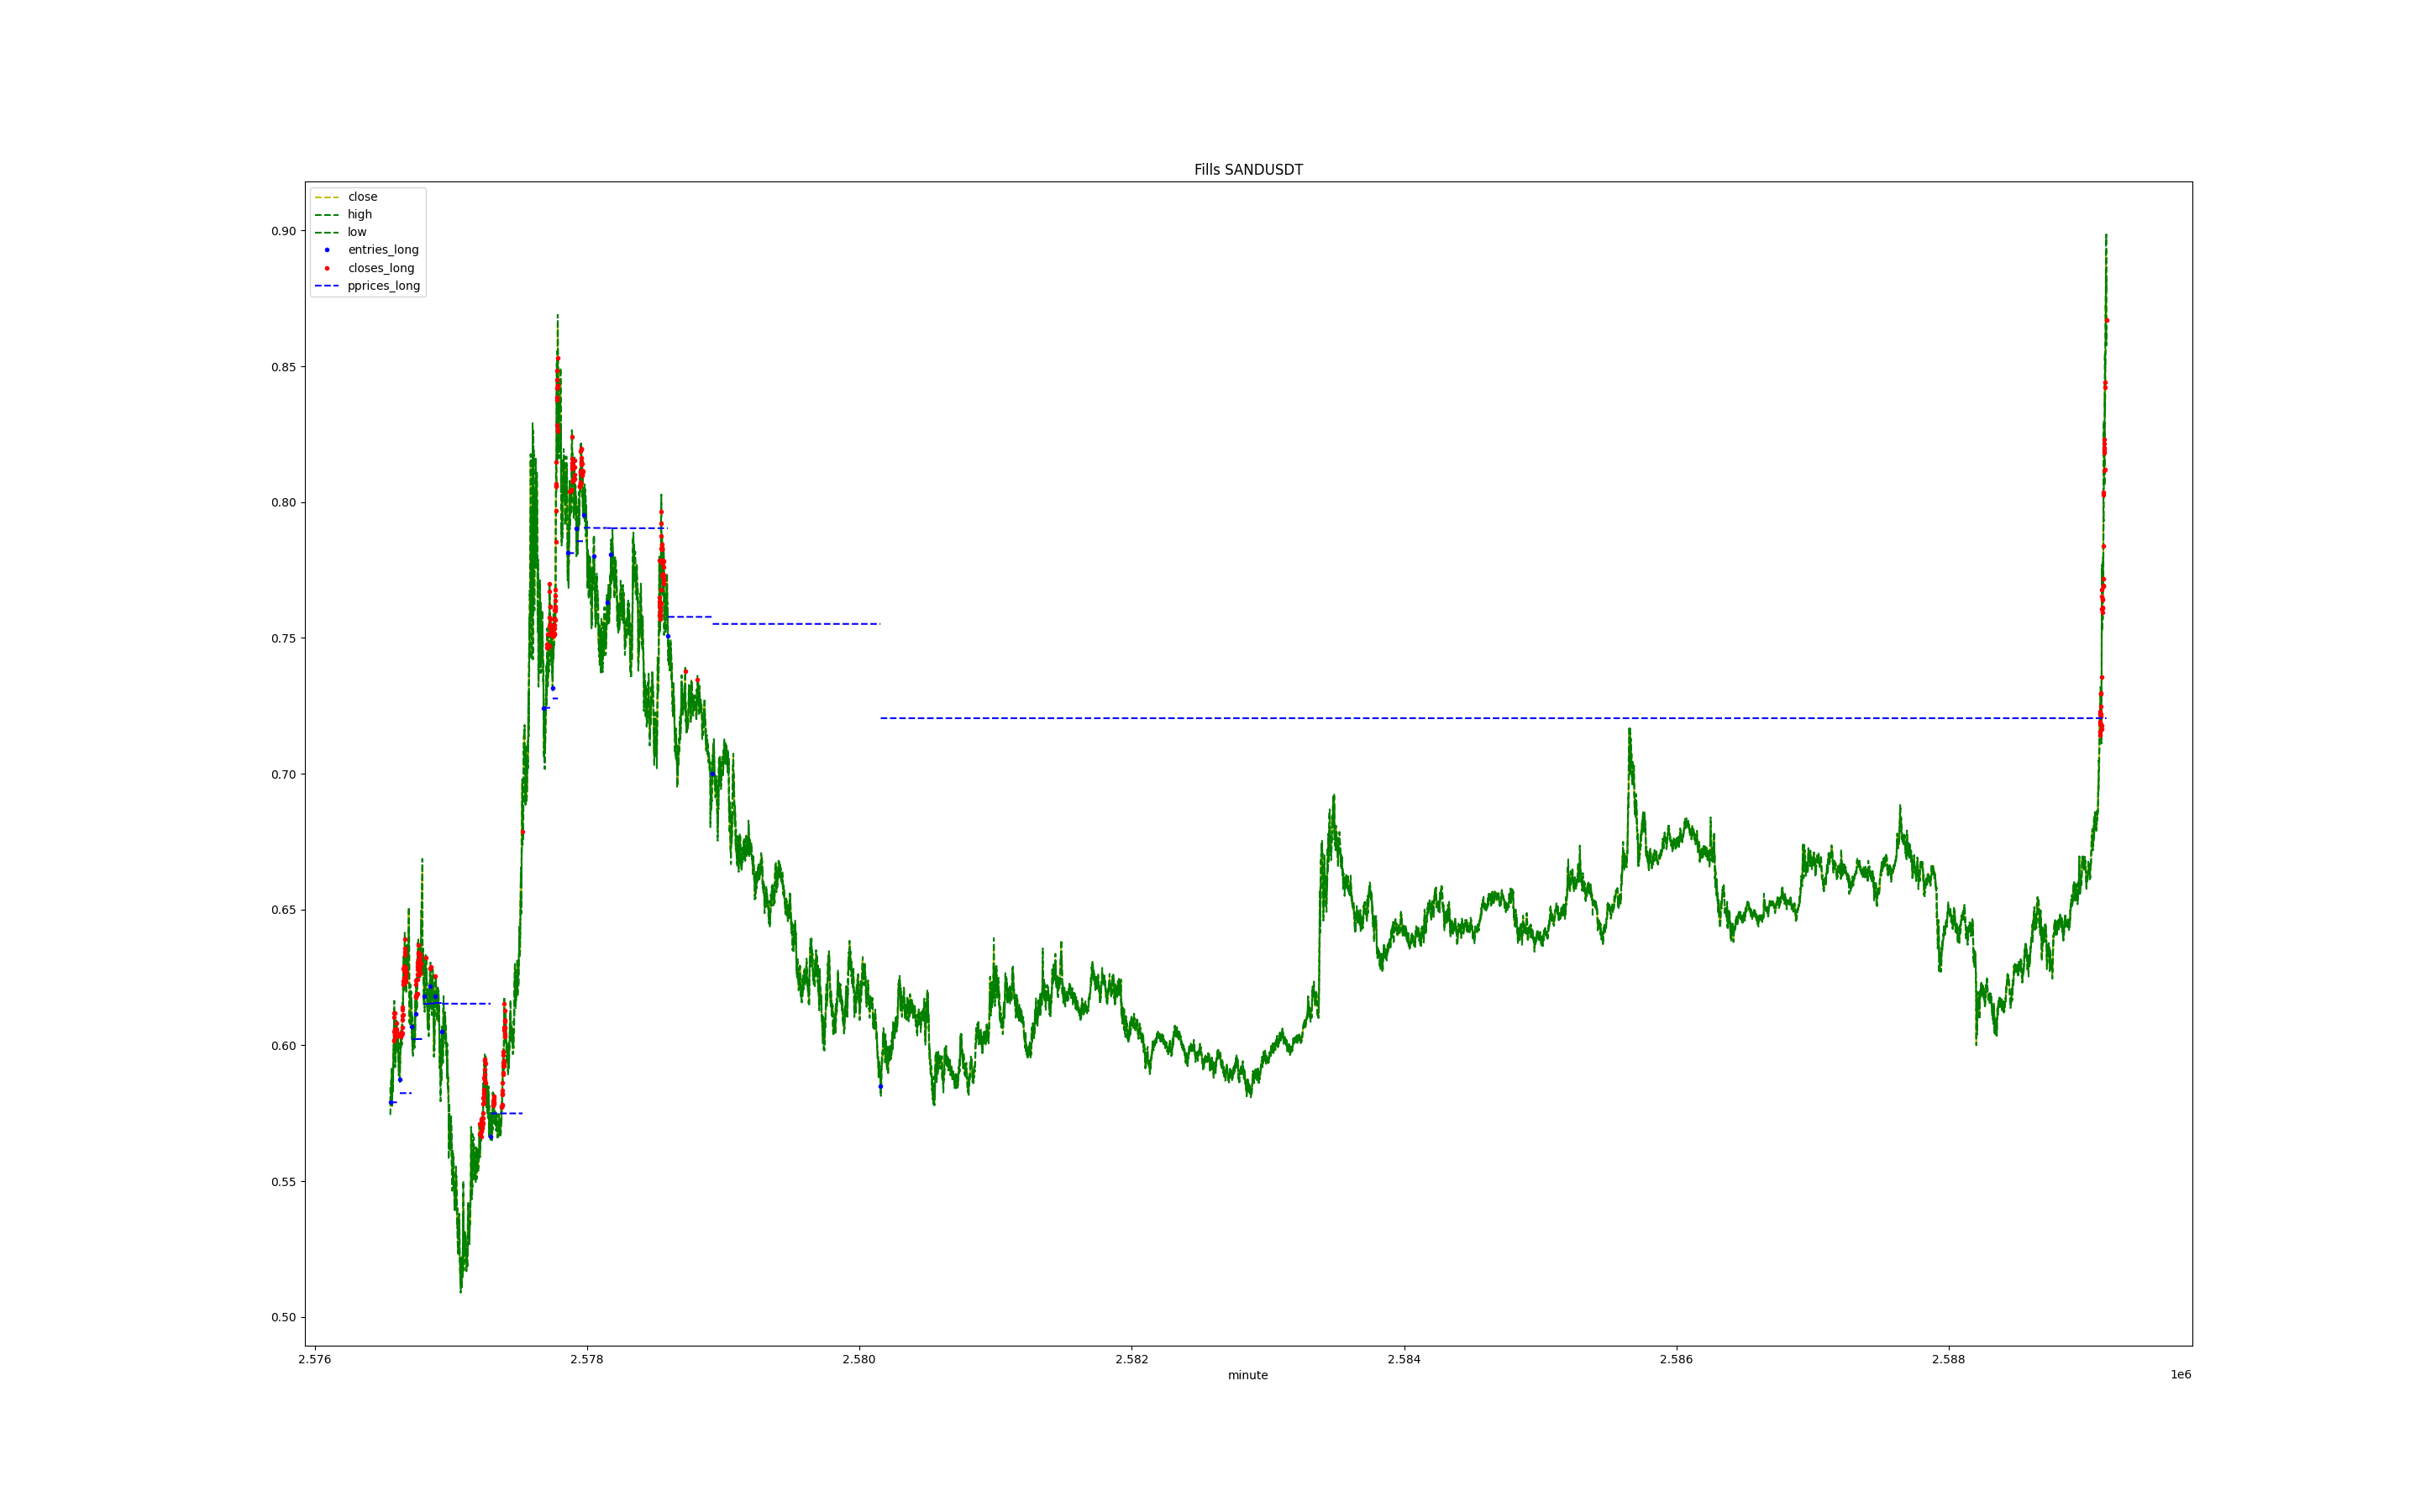 Fills SANDUSDT
close
high
low
entries_long
closes_long
pprices_long
0.90
0.85
0.80
0.75
0.70
0.65
0.60
0.55
0.50
2.576
2.578
2.580
2.582
2.584
2.586
2.588
minute
1e6